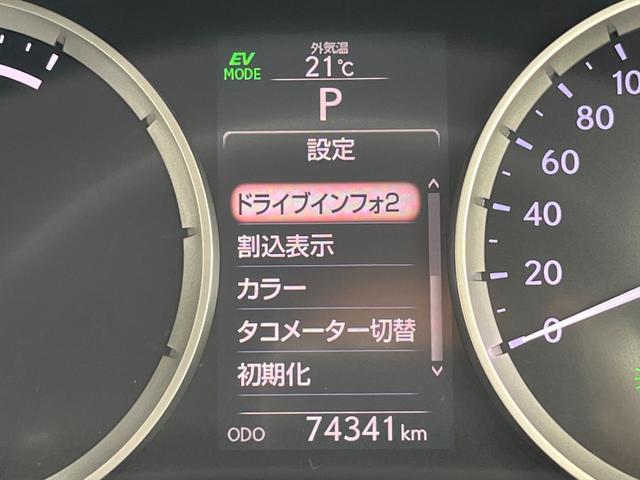 EV
MODE
外気温
21℃
P
設定
ドライブインフォ2
割込表示
カラー
タコメーター切替
初期化
ODO 74341 km
80
60
40
20
0